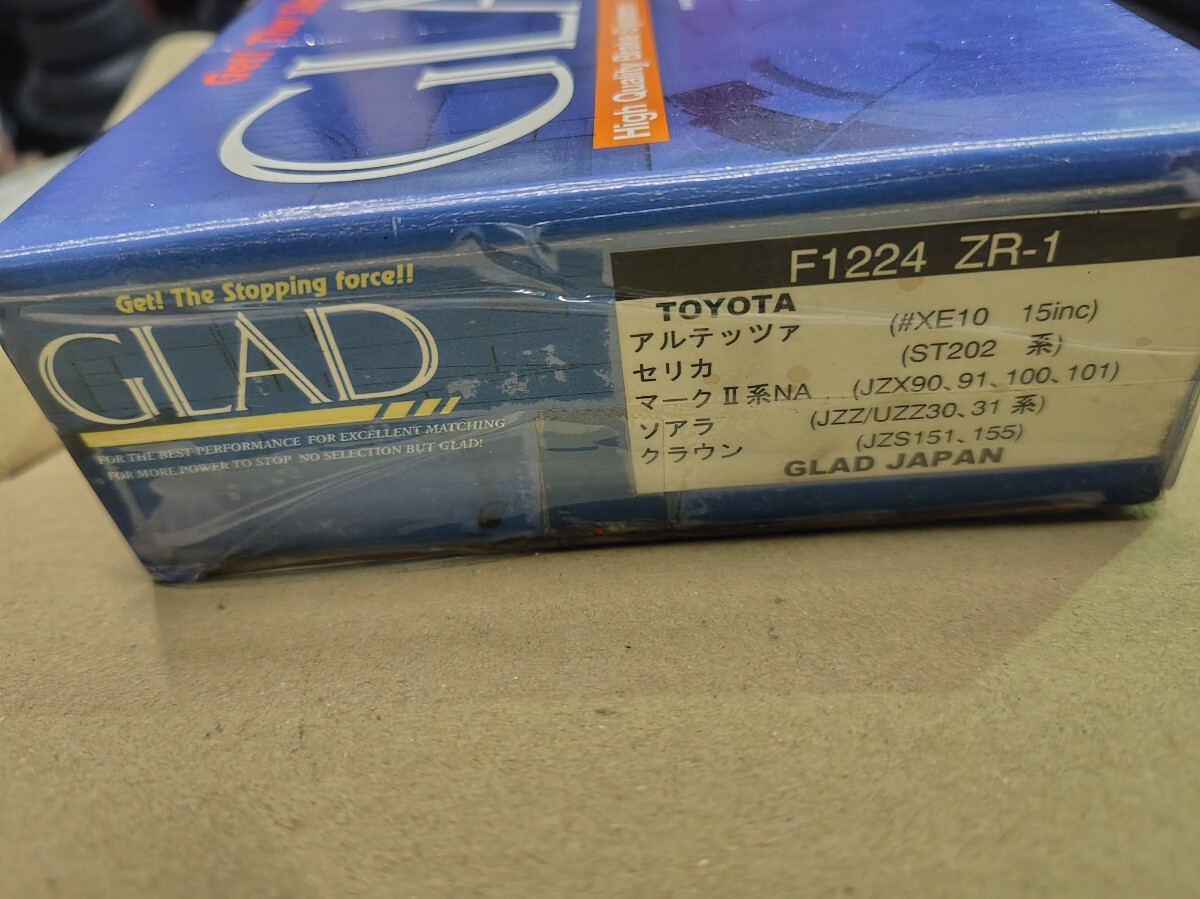 GLA
High Quality Brake System
Get! The Stopping force!!
GLAD
FOR THE BEST PERFORMANCE FOR EXCELLENT MATCHING
FOR MORE POWER TO STOP NO SELECTION BUT GLAD!
F1224 ZR-1
TOYOTA
アルテッツァ (#XE10 15inc)
セリカ (ST202 系)
マークⅡ系NA (JZX90、91、100、101)
ソアラ (JZZ/UZZ30、31 系)
クラウン (JZS151、155)
GLAD JAPAN